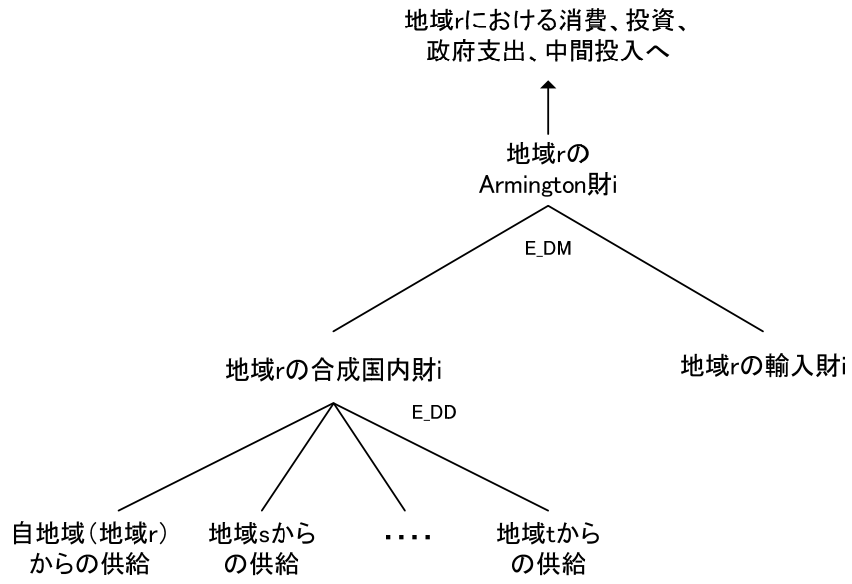 地域rにおける消費、投資、
政府支出、中間投入へ
地域rの
Armington財i
E_DM
地域rの合成国内財i
地域rの輸入財i
E_DD
自地域(地域r)
からの供給
地域sから
の供給
････
地域tから
の供給